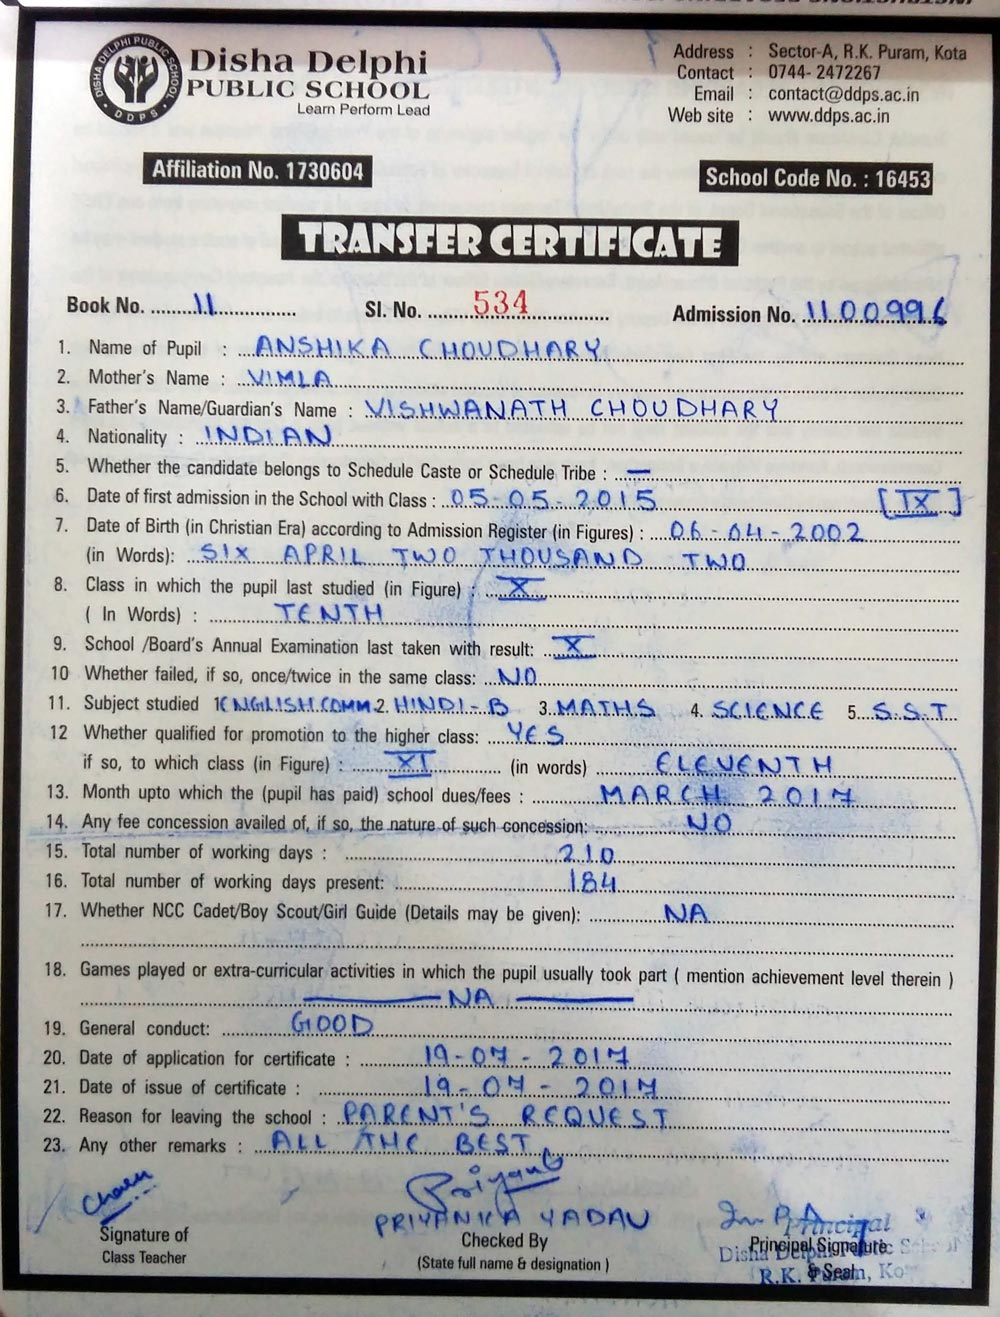 DISHA DELPHI PUBLIC SCHOOL
DDPS
Disha Delphi
PUBLIC SCHOOL
Learn Perform Lead
Address : Sector-A, R.K. Puram, Kota
Contact : 0744- 2472267
Email : contact@ddps.ac.in
Web site : www.ddps.ac.in
Affiliation No. 1730604
School Code No. : 16453
TRANSFER CERTIFICATE
Book No. 11 Sl. No. 534 Admission No. 1100996
1. Name of Pupil : ANSHIKA CHOUDHARY
2. Mother's Name : VIMLA
3. Father's Name/Guardian's Name : VISHWANATH CHOUDHARY
4. Nationality : INDIAN
5. Whether the candidate belongs to Schedule Caste or Schedule Tribe : —
6. Date of first admission in the School with Class : 05-05-2015 [IX]
7. Date of Birth (in Christian Era) according to Admission Register (in Figures) : 06-04-2002
(in Words): SIX APRIL TWO THOUSAND TWO
8. Class in which the pupil last studied (in Figure) : X
( In Words) : TENTH
9. School /Board's Annual Examination last taken with result: X
10 Whether failed, if so, once/twice in the same class: NO
11. Subject studied 1 ENGLISH COMM. 2. HINDI-B 3. MATHS 4. SCIENCE 5. S.S.T
12 Whether qualified for promotion to the higher class: YES
if so, to which class (in Figure) : XI (in words) ELEVENTH
13. Month upto which the (pupil has paid) school dues/fees : MARCH 2017
14. Any fee concession availed of, if so, the nature of such concession: NO
15. Total number of working days : 210
16. Total number of working days present: 184
17. Whether NCC Cadet/Boy Scout/Girl Guide (Details may be given): NA
18. Games played or extra-curricular activities in which the pupil usually took part ( mention achievement level therein )
— NA —
19. General conduct: GOOD
20. Date of application for certificate : 19-07-2017
21. Date of issue of certificate : 19-07-2017
22. Reason for leaving the school : PARENT'S REQUEST
23. Any other remarks : ALL THE BEST
Priyanka
PRIYANKA YADAV
Signature of
Class Teacher
Checked By
(State full name & designation )
Principal
Principal Signature
Disha Delphi Public School
& Seal
R.K. Puram, Ko